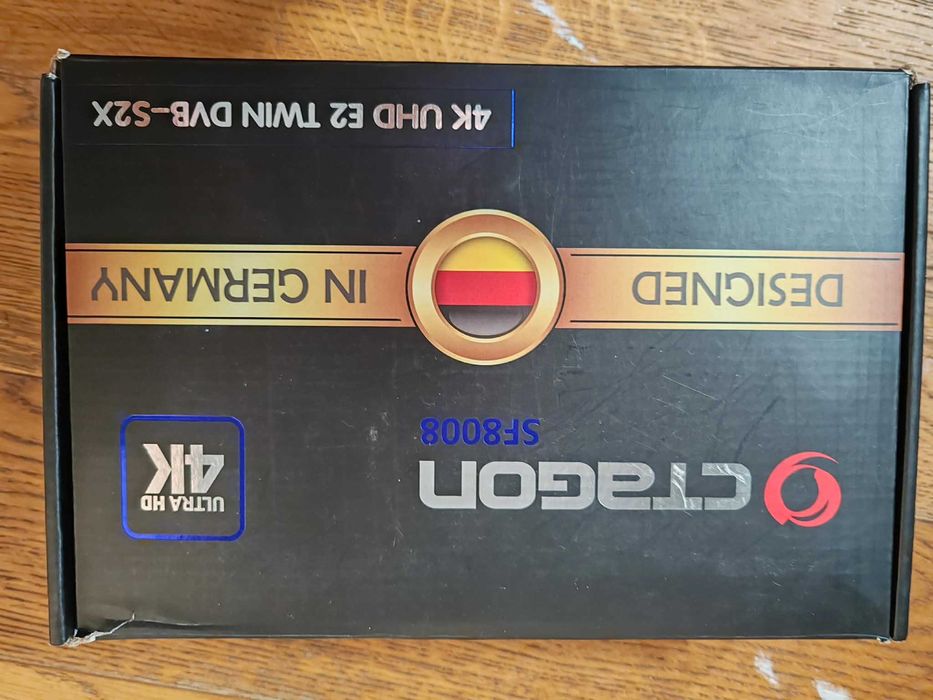 OCTAGON
SF8008
ULTRA HD
4K
DESIGNED IN GERMANY
4K UHD E2 TWIN DVB-S2X